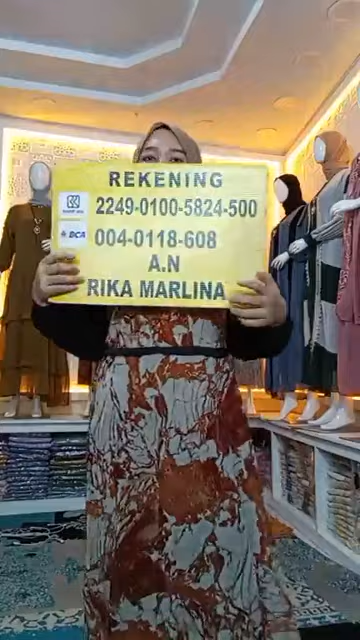 REKENING
2249-0100-5824-500
BCA 004-0118-608
A.N
RIKA MARLINA